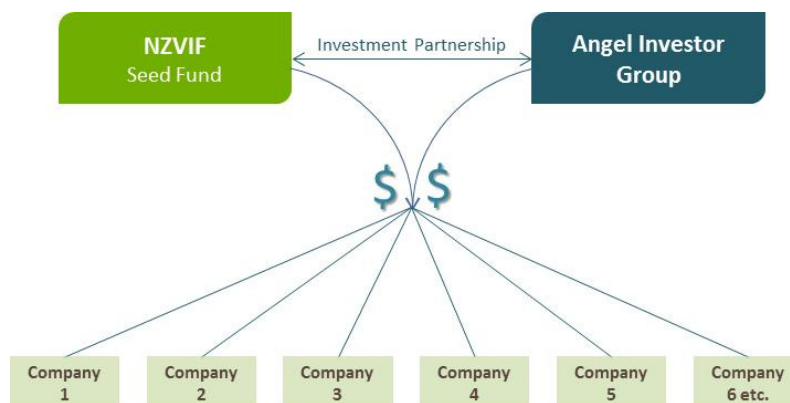 NZVIF
Seed Fund
Investment Partnership
Angel Investor
Group
$ $
Company
1
Company
2
Company
3
Company
4
Company
5
Company
6 etc.